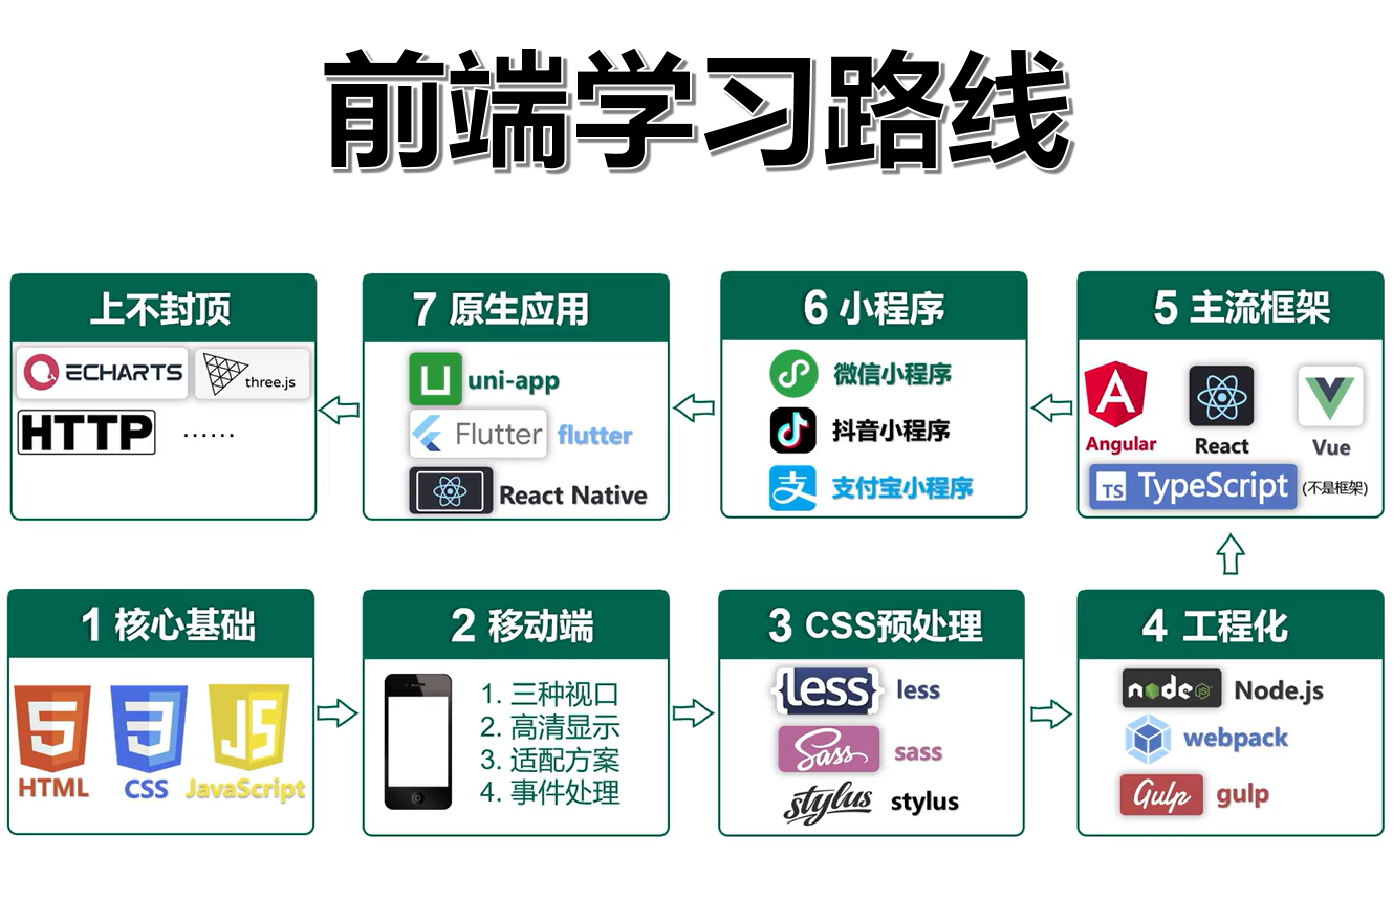 前端学习路线
上不封顶
ECHARTS
three.js
HTTP
......
7 原生应用
uni-app
Flutter flutter
React Native
6 小程序
微信小程序
抖音小程序
支付宝小程序
5 主流框架
Angular
React
Vue
TS TypeScript (不是框架)
1 核心基础
5
3
JS
HTML
CSS
JavaScript
2 移动端
1. 三种视口
2. 高清显示
3. 适配方案
4. 事件处理
3 CSS预处理
{less} less
Sass sass
stylus stylus
4 工程化
node JS Node.js
webpack
Gulp gulp